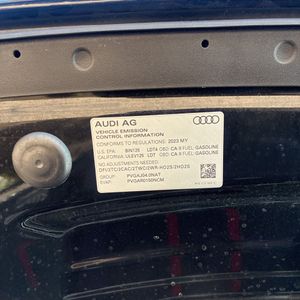 AUDI AG
VEHICLE EMISSION
CONTROL INFORMATION
CONFORMS TO REGULATIONS: 2023 MY
U.S. EPA: BIN125 LDT4 OBD: CA II FUEL: GASOLINE
CALIFORNIA: ULEV125 LDT OBD: CA II FUEL: GASOLINE
NO ADJUSTMENTS NEEDED.
GROUP: PVGAJ04.0NAT
EVAP: PVGAR0150NCM